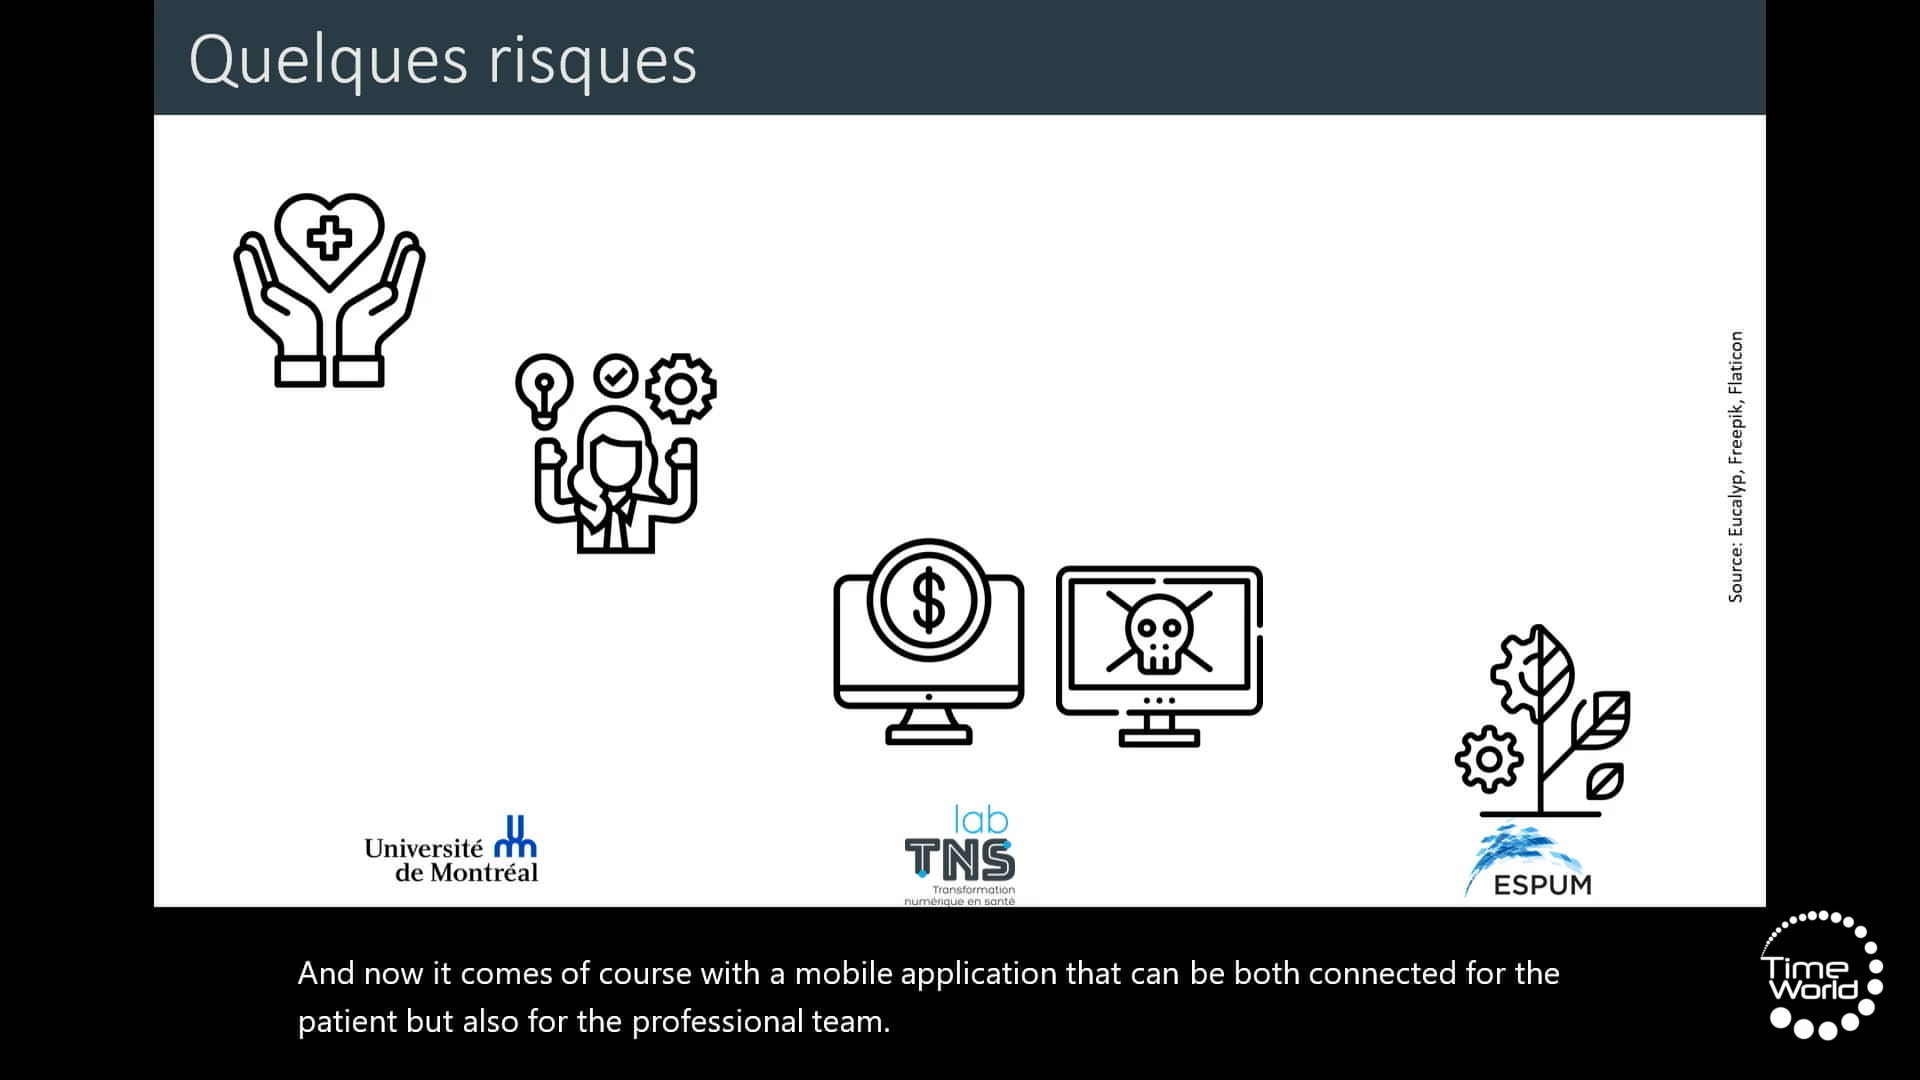 Quelques risques
Source: Eucalyp, Freepik, Flaticon
$
Université
de Montréal
lab
TNS
Transformation
numérique en santé
ESPUM
And now it comes of course with a mobile application that can be both connected for the
patient but also for the professional team.
Time
World